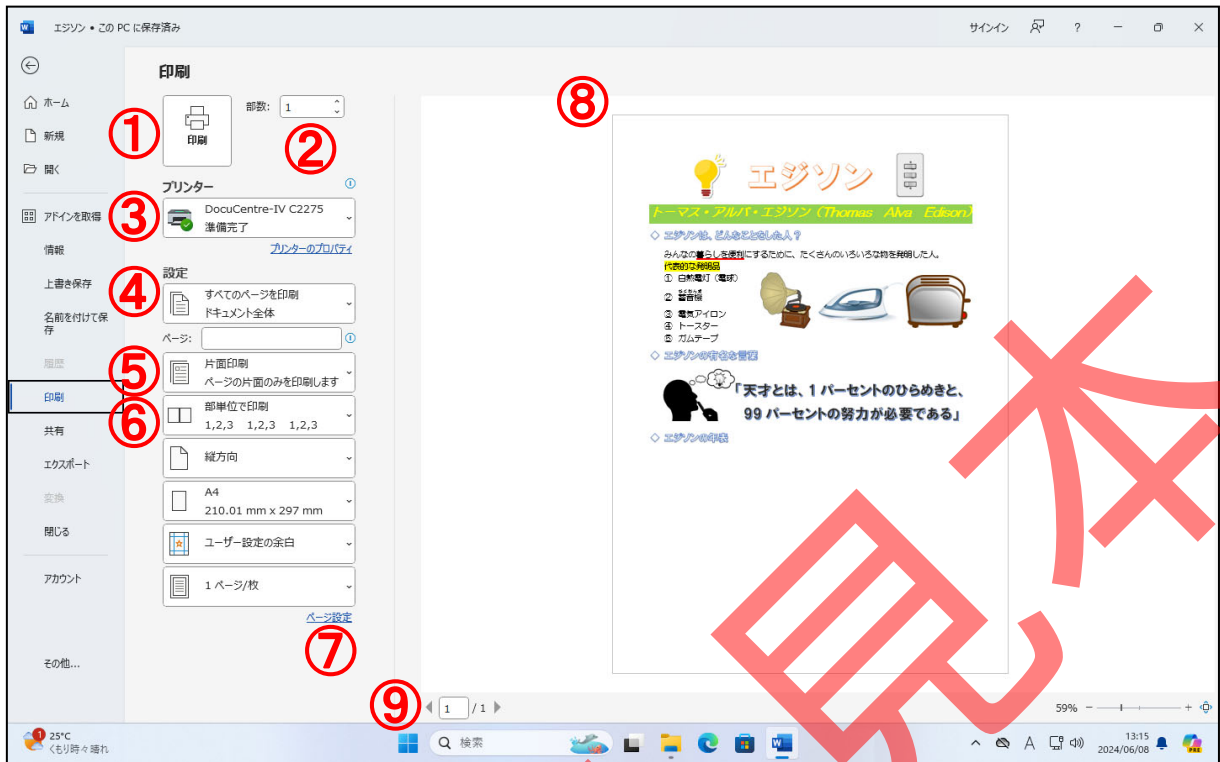 エジソン • この PC に保存済み
サインイン
?
印刷
ホーム
新規
開く
アドインを取得
情報
上書き保存
名前を付けて保
存
履歴
印刷
共有
エクスポート
変換
閉じる
アカウント
その他...
①
印刷
部数: 1
②
プリンター
③
DocuCentre-IV C2275
準備完了
プリンターのプロパティ
設定
④
すべてのページを印刷
ドキュメント全体
ページ:
⑤
片面印刷
ページの片面のみを印刷します
⑥
部単位で印刷
1,2,3 1,2,3 1,2,3
縦方向
A4
210.01 mm x 297 mm
ユーザー設定の余白
1 ページ/枚
ページ設定
⑦
⑧
エジソン
トーマス・アルバ・エジソン（Thomas Alva Edison）
◇ エジソンは、どんなことをした人？
みんなの暮らしを便利にするために、たくさんのいろいろな物を発明した人。
代表的な発明品
① 白熱電灯（電球）
② 蓄音機
③ 電気アイロン
④ トースター
⑤ ガムテープ
◇ エジソンの有名な言葉
「天才とは、1 パーセントのひらめきと、
99 パーセントの努力が必要である」
◇ エジソンの年表
⑨
1 / 1
59%
見本
1
25°C
くもり時々晴れ
検索
A
13:15
2024/06/08
PRE